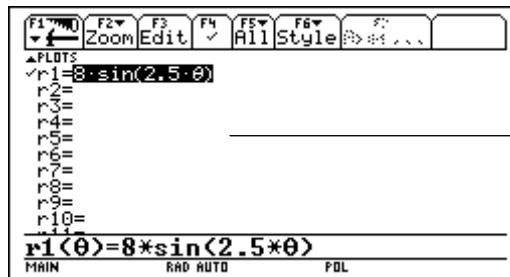 F1 F2 F3 F4 F5 F6
Zoom Edit ✓ All Style
PLOTS
✓r1=8·sin(2.5·θ)
r2=
r3=
r4=
r5=
r6=
r7=
r8=
r9=
r10=
r1(θ)=8*sin(2.5*θ)
MAIN RAD AUTO POL